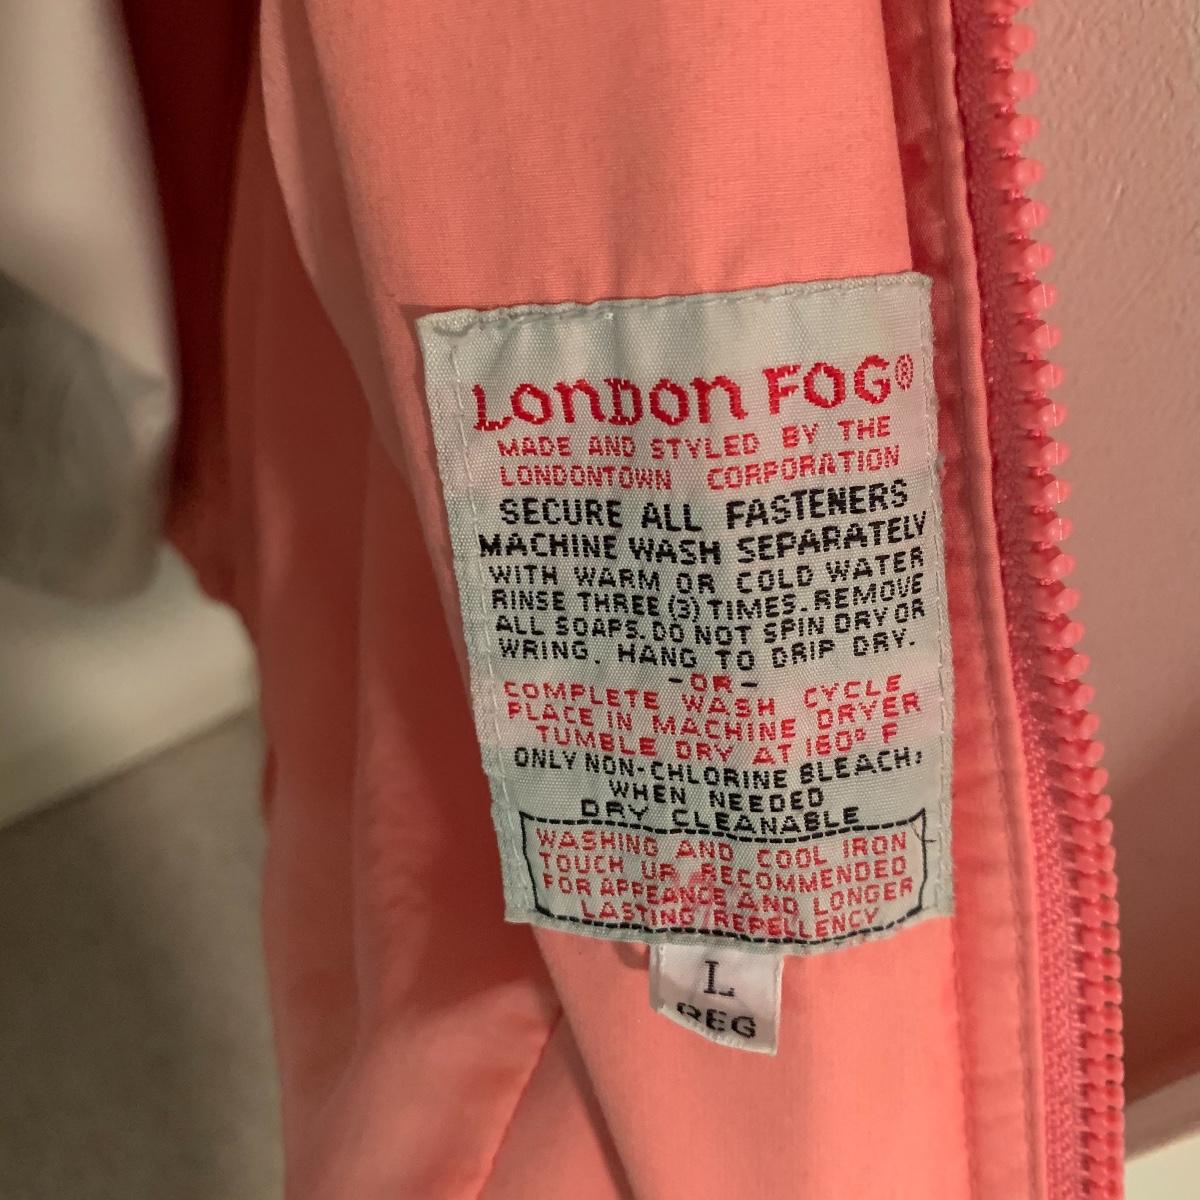 LONDON FOG®
MADE AND STYLED BY THE
LONDONTOWN CORPORATION
SECURE ALL FASTENERS
MACHINE WASH SEPARATELY
WITH WARM OR COLD WATER
RINSE THREE (3) TIMES. REMOVE
ALL SOAPS. DO NOT SPIN DRY OR
WRING. HANG TO DRIP DRY.
-OR-
COMPLETE WASH CYCLE
PLACE IN MACHINE DRYER
TUMBLE DRY AT 160° F
ONLY NON-CHLORINE BLEACH,
WHEN NEEDED
DRY CLEANABLE
WASHING AND COOL IRON
TOUCH UP RECOMMENDED
FOR APPEANCE AND LONGER
LASTING REPELLENCY
L
REG